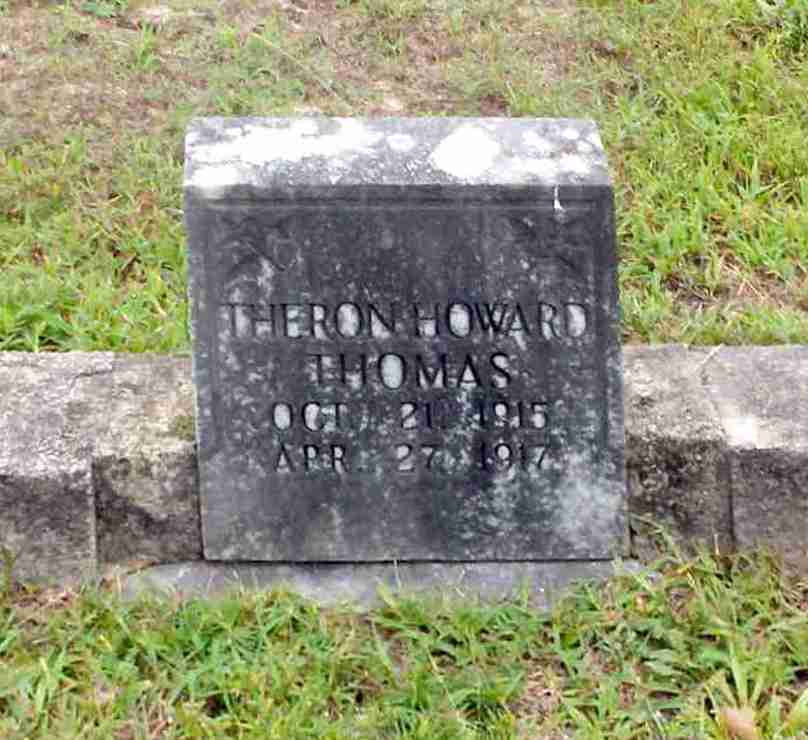 THERON HOWARD
THOMAS
OCT. 21, 1915
APR. 27, 1917